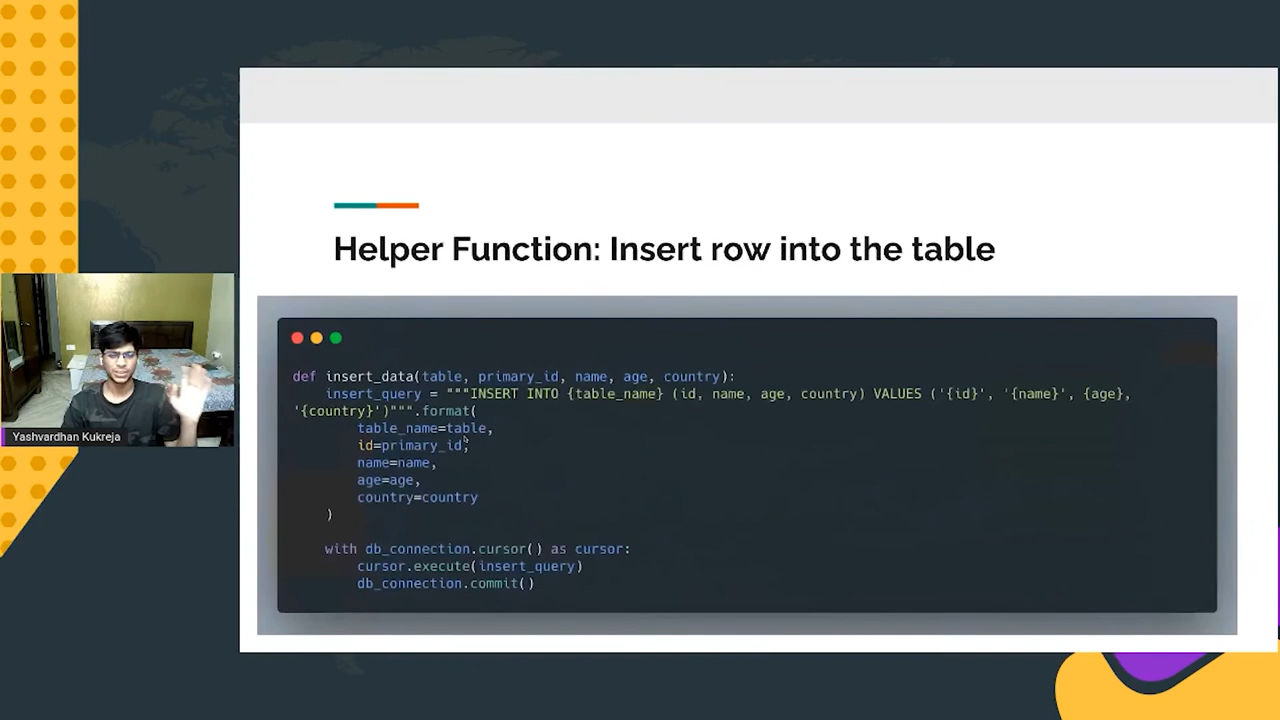 Helper Function: Insert row into the table
def insert_data(table, primary_id, name, age, country):
insert_query = """INSERT INTO {table_name} (id, name, age, country) VALUES ('{id}', '{name}', {age},
'{country}')""".format(
table_name=table,
id=primary_id,
name=name,
age=age,
country=country
)
with db_connection.cursor() as cursor:
cursor.execute(insert_query)
db_connection.commit()
Yashvardhan Kukreja